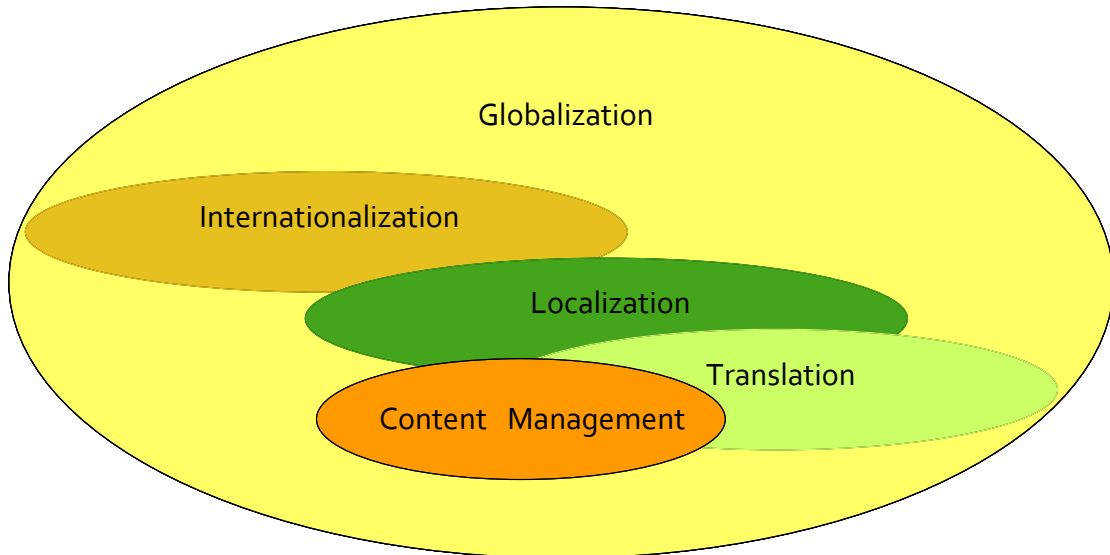 Globalization
Internationalization
Localization
Translation
Content Management